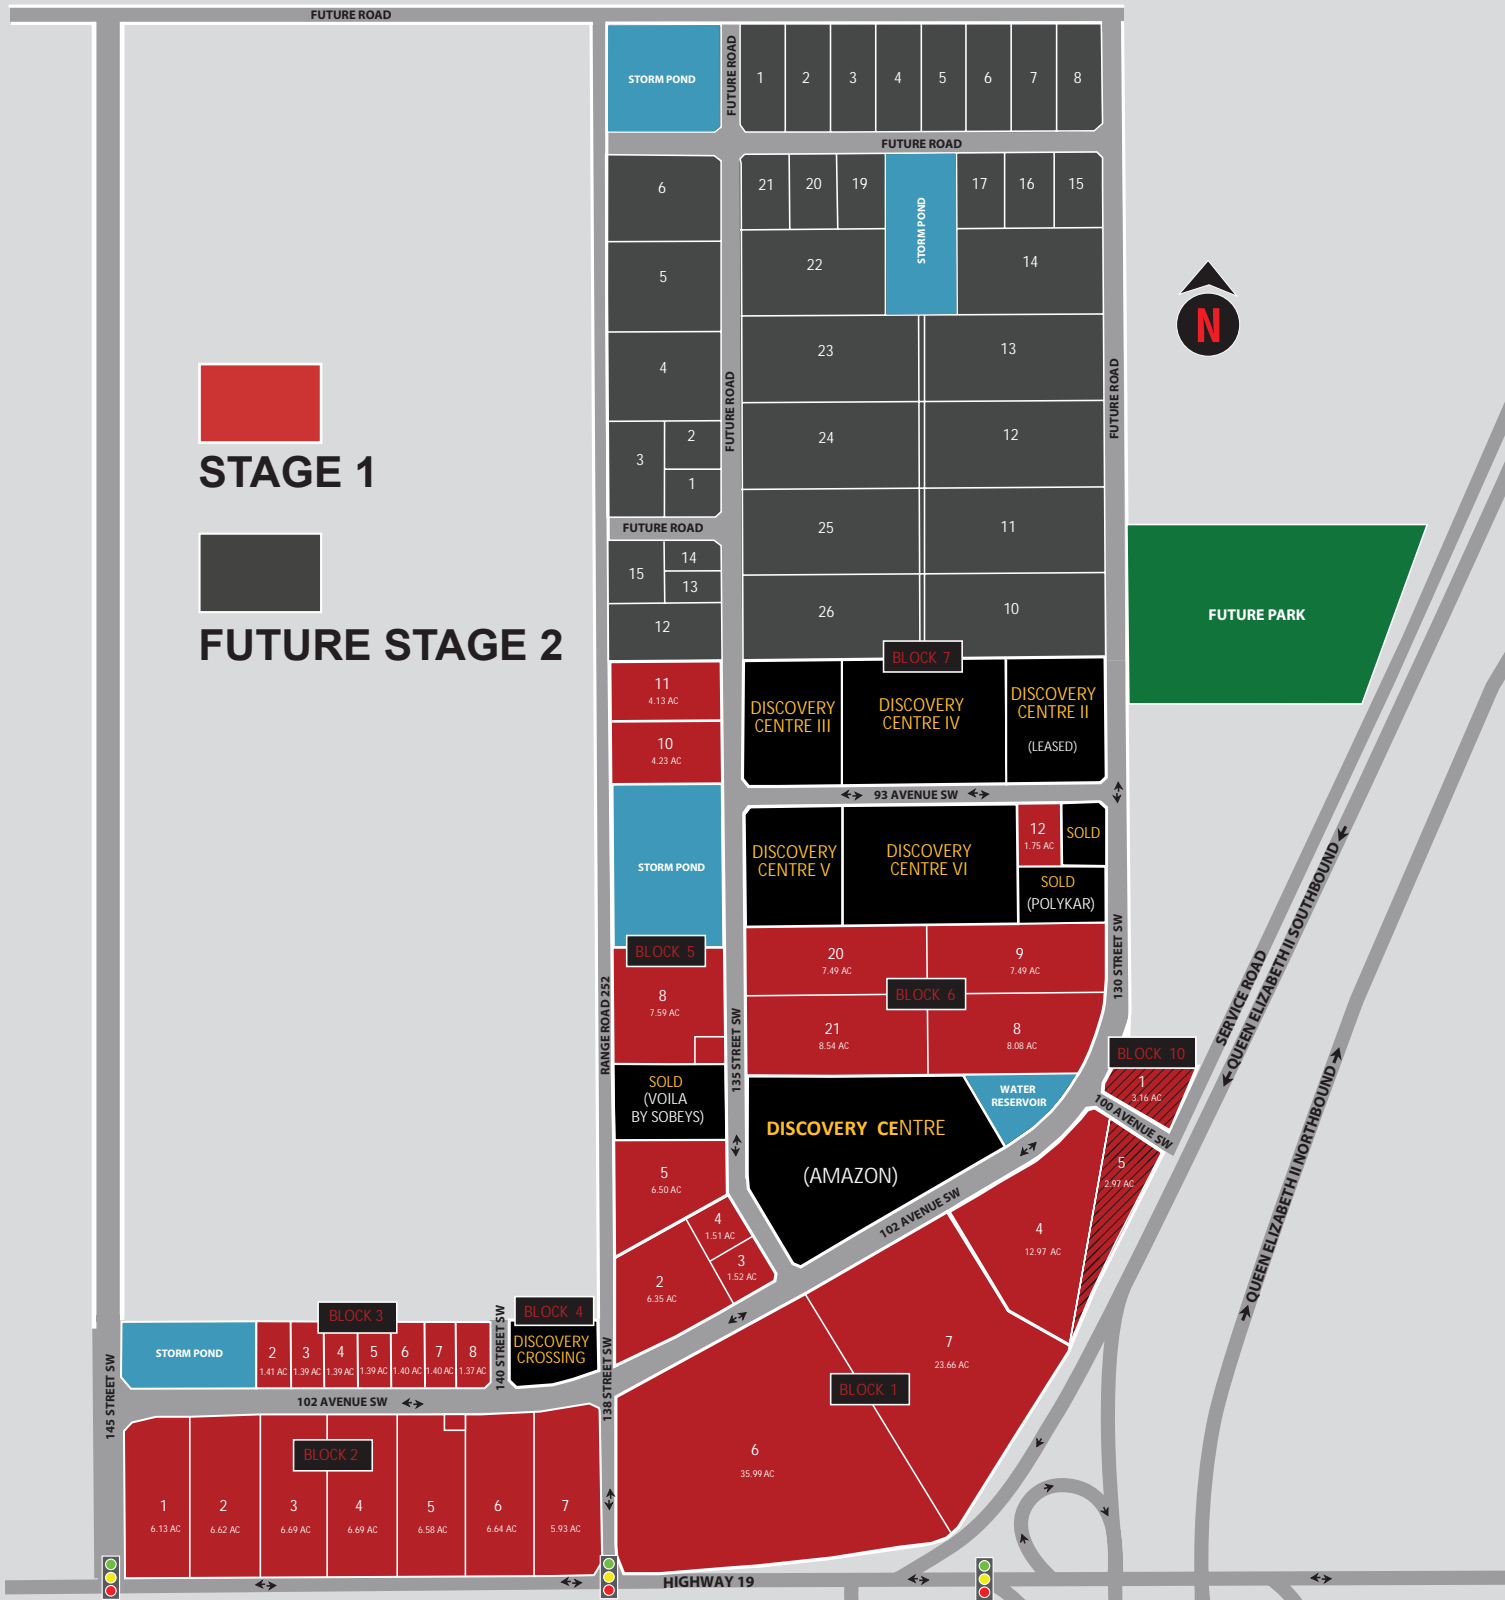 FUTURE ROAD
STORM POND
FUTURE ROAD
1
2
3
4
5
6
7
8
FUTURE ROAD
6
21
20
19
STORM POND
17
16
15
5
22
14
N
4
23
13
FUTURE ROAD
FUTURE ROAD
3
2
1
24
12
STAGE 1
FUTURE ROAD
25
11
15
14
13
12
26
10
FUTURE PARK
FUTURE STAGE 2
BLOCK 7
11
4.13 AC
10
4.23 AC
DISCOVERY
CENTRE III
DISCOVERY
CENTRE IV
DISCOVERY
CENTRE II
(LEASED)
93 AVENUE SW
STORM POND
DISCOVERY
CENTRE V
DISCOVERY
CENTRE VI
12
1.75 AC
SOLD
SOLD
(POLYKAR)
BLOCK 5
8
7.59 AC
20
7.49 AC
9
7.49 AC
BLOCK 6
21
8.54 AC
8
8.08 AC
130 STREET SW
RANGE ROAD 252
135 STREET SW
SERVICE ROAD
QUEEN ELIZABETH II SOUTHBOUND
QUEEN ELIZABETH II NORTHBOUND
BLOCK 10
1
3.16 AC
100 AVENUE SW
SOLD
(VOILA
BY SOBEYS)
WATER
RESERVOIR
DISCOVERY CENTRE
(AMAZON)
5
6.50 AC
4
1.51 AC
3
1.52 AC
2
6.35 AC
102 AVENUE SW
4
12.97 AC
5
2.97 AC
BLOCK 3
BLOCK 4
STORM POND
2
1.41 AC
3
1.39 AC
4
1.39 AC
5
1.39 AC
6
1.40 AC
7
1.40 AC
8
1.37 AC
140 STREET SW
DISCOVERY
CROSSING
7
23.66 AC
BLOCK 1
145 STREET SW
102 AVENUE SW
138 STREET SW
BLOCK 2
6
35.99 AC
1
6.13 AC
2
6.62 AC
3
6.69 AC
4
6.69 AC
5
6.58 AC
6
6.64 AC
7
5.93 AC
HIGHWAY 19